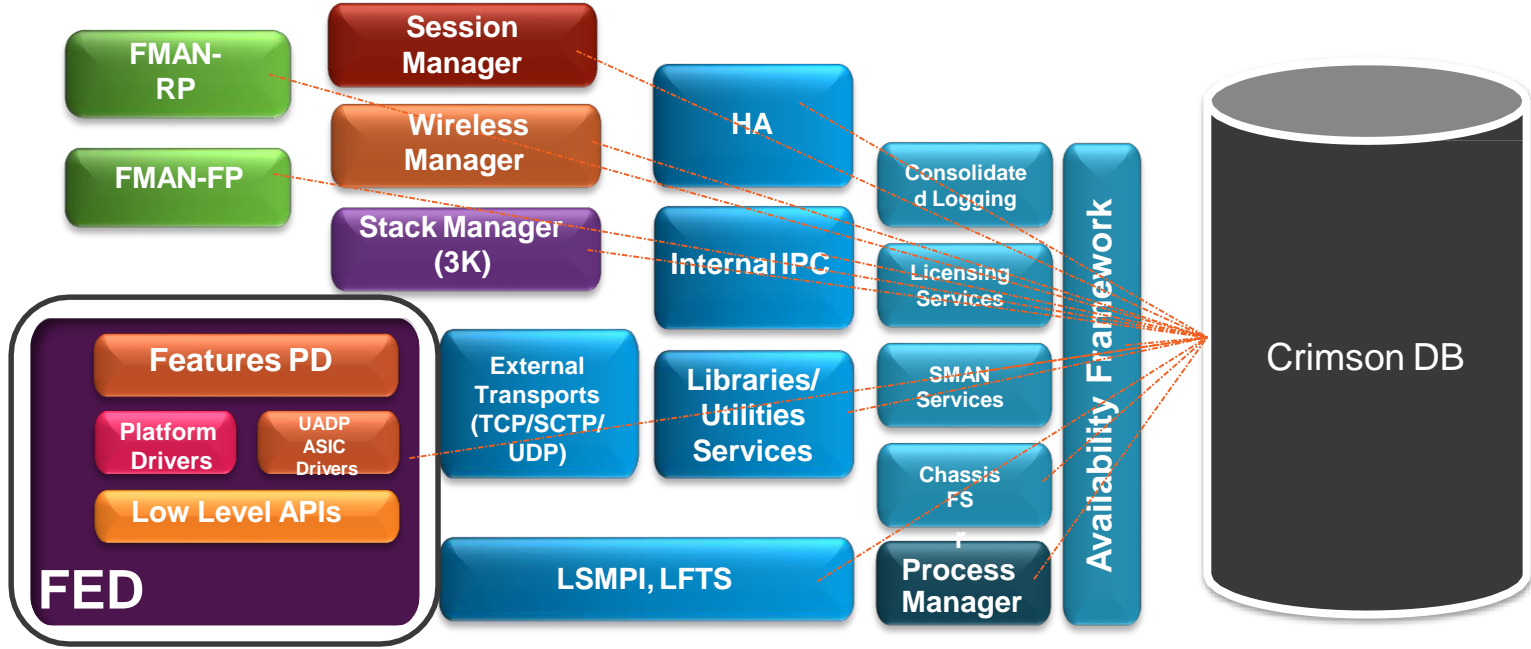 FMAN-
RP
FMAN-FP
Session
Manager
Wireless
Manager
Stack Manager
(3K)
HA
Internal IPC
Consolidate
d Logging
Licensing
Services
SMAN
Services
Chassis
FS
r
Process
Manager
Availability Framework
Crimson DB
Features PD
Platform
Drivers
UADP
ASIC
Drivers
Low Level APIs
FED
External
Transports
(TCP/SCTP/
UDP)
Libraries/
Utilities
Services
LSMPI, LFTS